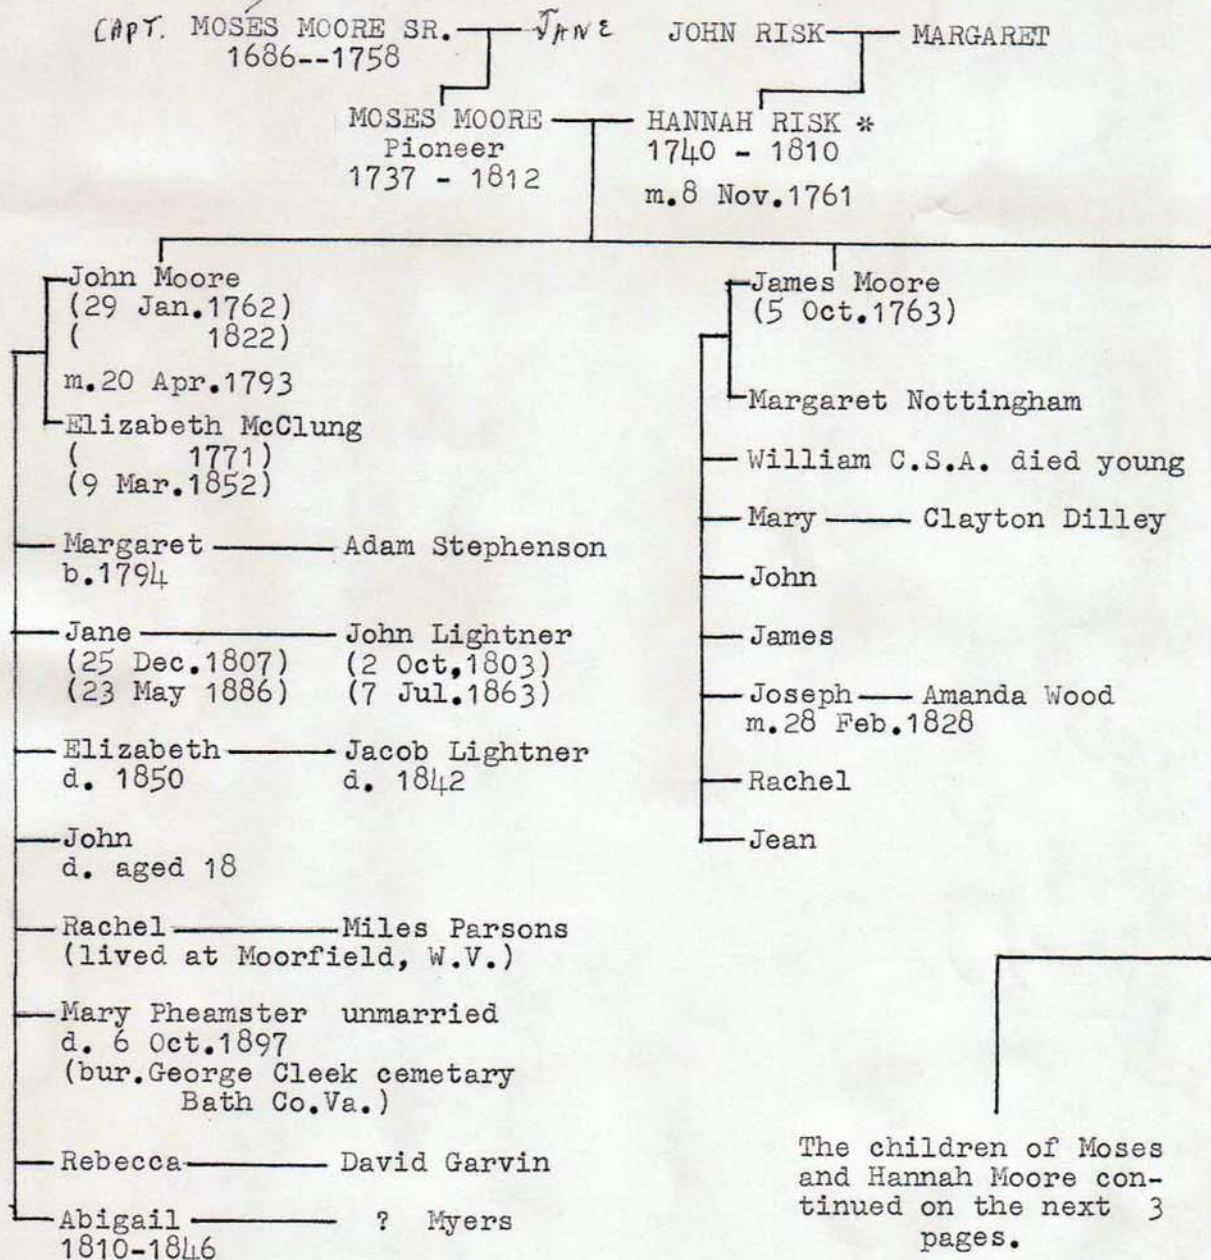 CAPT. MOSES MOORE SR. JANE JOHN RISK MARGARET
1686--1758
MOSES MOORE HANNAH RISK *
Pioneer 1740 - 1810
1737 - 1812 m.8 Nov.1761
John Moore
(29 Jan.1762)
( 1822)
m.20 Apr.1793
Elizabeth McClung
( 1771)
(9 Mar.1852)
Margaret Adam Stephenson
b.1794
Jane John Lightner
(25 Dec.1807) (2 Oct,1803)
(23 May 1886) (7 Jul.1863)
Elizabeth Jacob Lightner
d. 1850 d. 1842
John
d. aged 18
Rachel Miles Parsons
(lived at Moorfield, W.V.)
Mary Pheamster unmarried
d. 6 Oct.1897
(bur.George Cleek cemetary
Bath Co.Va.)
Rebecca David Garvin
Abigail ? Myers
1810-1846
James Moore
(5 Oct.1763)
Margaret Nottingham
William C.S.A. died young
Mary Clayton Dilley
John
James
Joseph Amanda Wood
m.28 Feb.1828
Rachel
Jean
The children of Moses
and Hannah Moore con-
tinued on the next 3
pages.